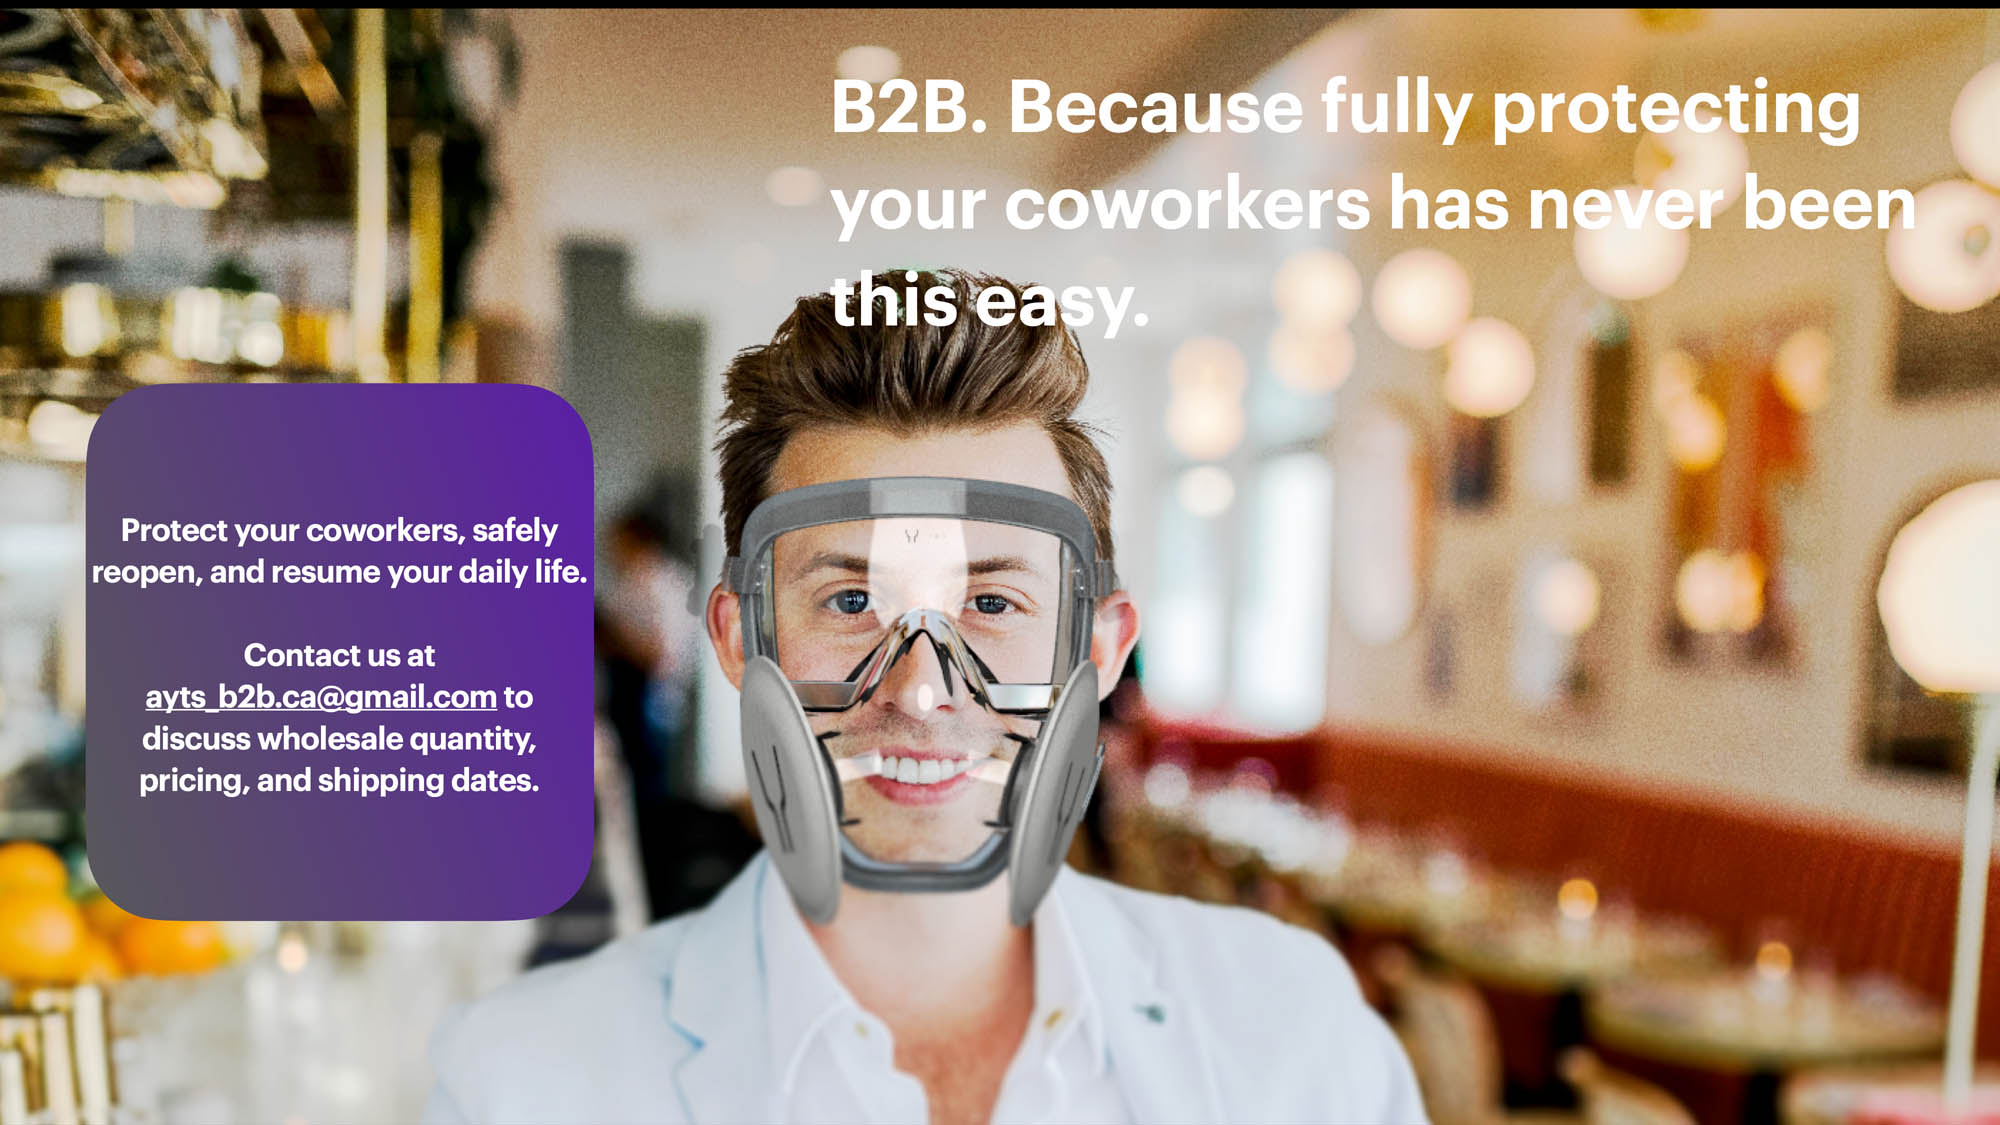 B2B. Because fully protecting
your coworkers has never been
this easy.
Protect your coworkers, safely
reopen, and resume your daily life.
Contact us at
ayts_b2b.ca@gmail.com to
discuss wholesale quantity,
pricing, and shipping dates.